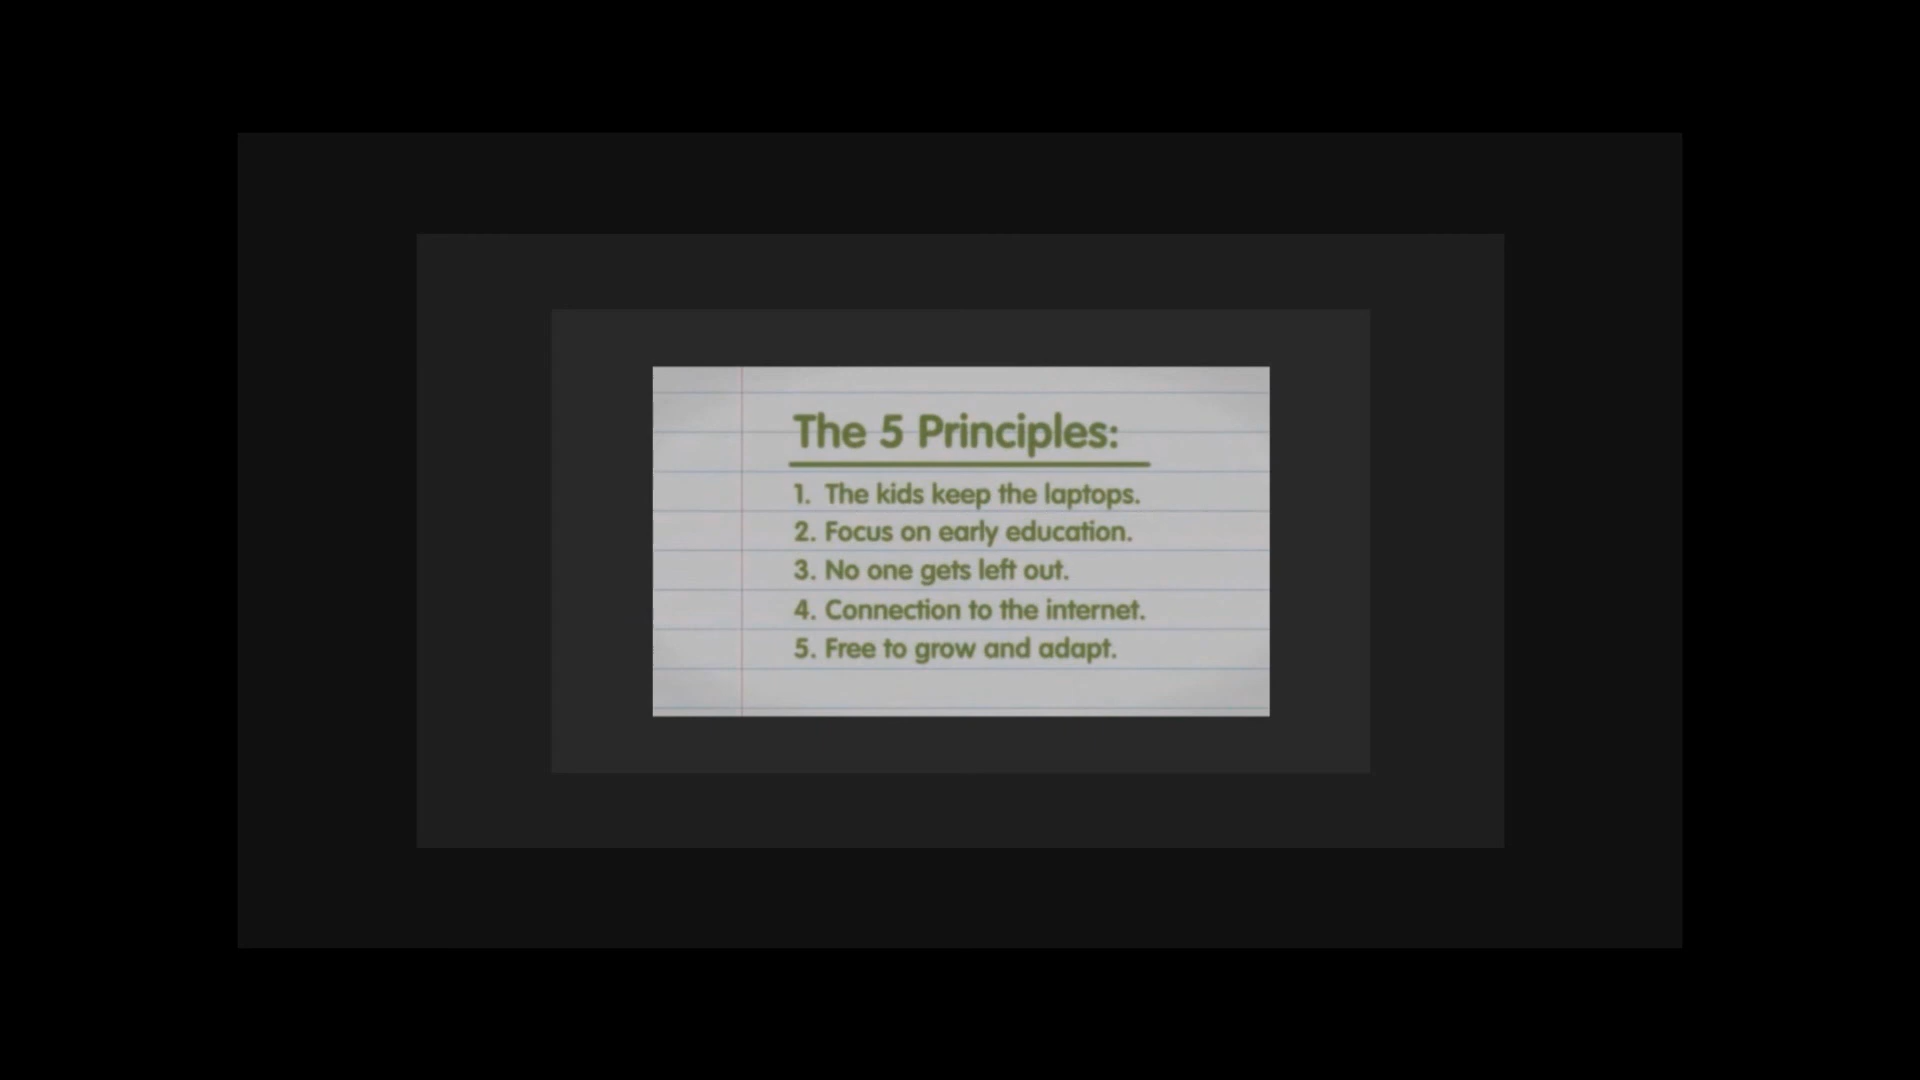 The 5 Principles:
1. The kids keep the laptops.
2. Focus on early education.
3. No one gets left out.
4. Connection to the internet.
5. Free to grow and adapt.